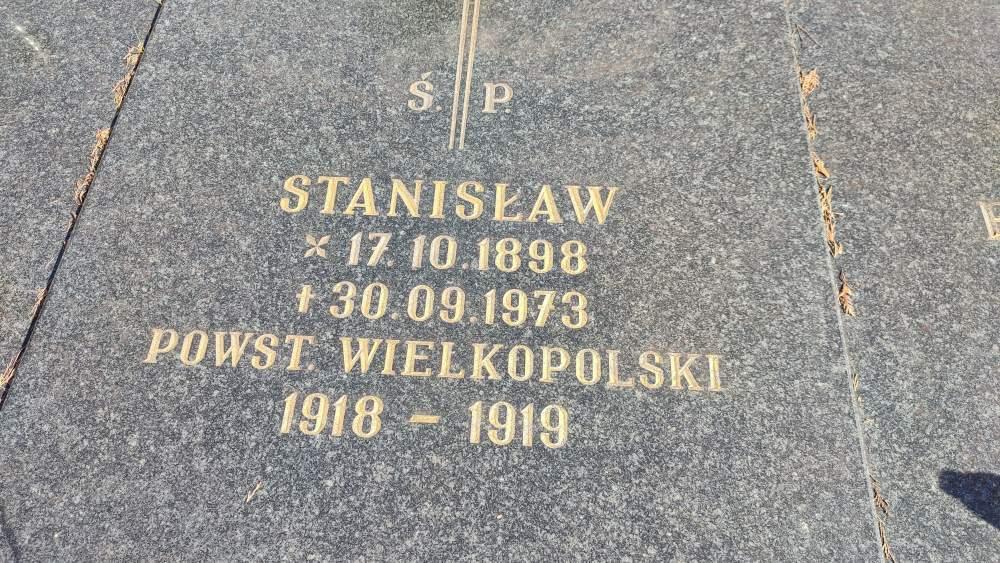 Ś. P
STANISŁAW
* 17.10.1898
† 30.09.1973
POWST. WIELKOPOLSKI
1918 - 1919